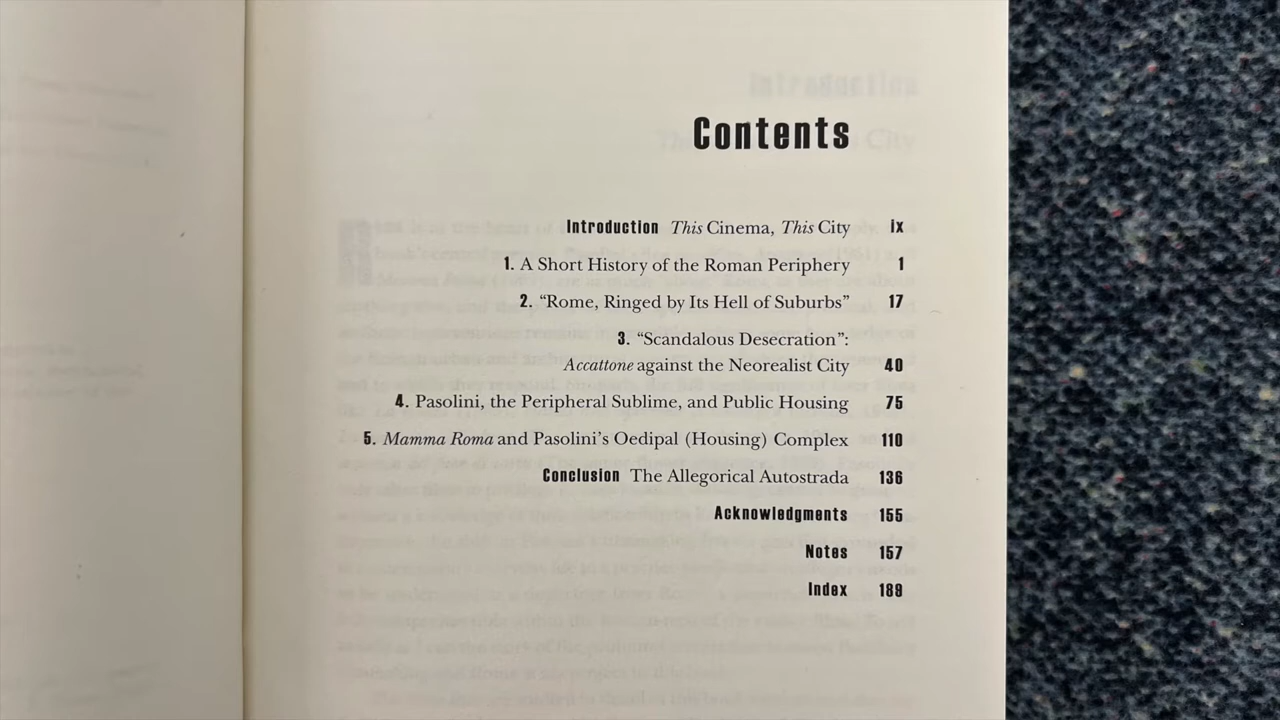 Contents
Introduction This Cinema, This City ix
1. A Short History of the Roman Periphery 1
2. “Rome, Ringed by Its Hell of Suburbs” 17
3. “Scandalous Desecration”:
Accattone against the Neorealist City 40
4. Pasolini, the Peripheral Sublime, and Public Housing 75
5. Mamma Roma and Pasolini’s Oedipal (Housing) Complex 110
Conclusion The Allegorical Autostrada 136
Acknowledgments 155
Notes 157
Index 189